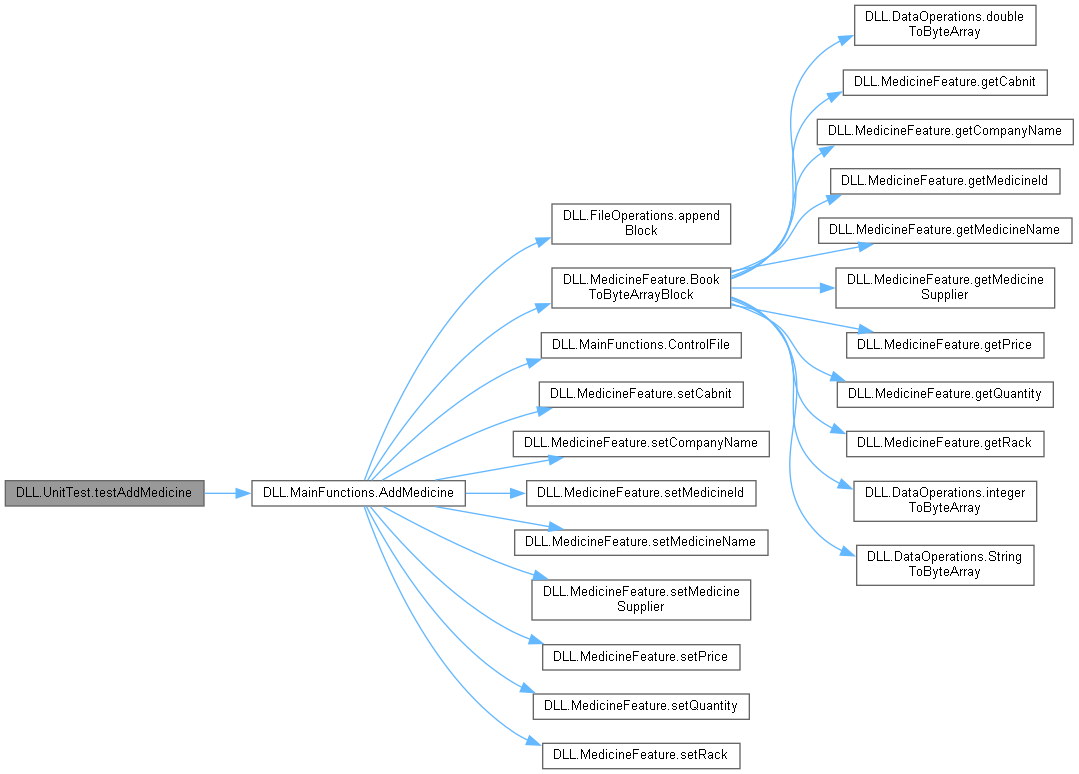 DLL.UnitTest.testAddMedicine
DLL.MainFunctions.AddMedicine
DLL.FileOperations.append
Block
DLL.MedicineFeature.Book
ToByteArrayBlock
DLL.MainFunctions.ControlFile
DLL.MedicineFeature.setCabnit
DLL.MedicineFeature.setCompanyName
DLL.MedicineFeature.setMedicineId
DLL.MedicineFeature.setMedicineName
DLL.MedicineFeature.setMedicine
Supplier
DLL.MedicineFeature.setPrice
DLL.MedicineFeature.setQuantity
DLL.MedicineFeature.setRack
DLL.DataOperations.double
ToByteArray
DLL.MedicineFeature.getCabnit
DLL.MedicineFeature.getCompanyName
DLL.MedicineFeature.getMedicineId
DLL.MedicineFeature.getMedicineName
DLL.MedicineFeature.getMedicine
Supplier
DLL.MedicineFeature.getPrice
DLL.MedicineFeature.getQuantity
DLL.MedicineFeature.getRack
DLL.DataOperations.integer
ToByteArray
DLL.DataOperations.String
ToByteArray